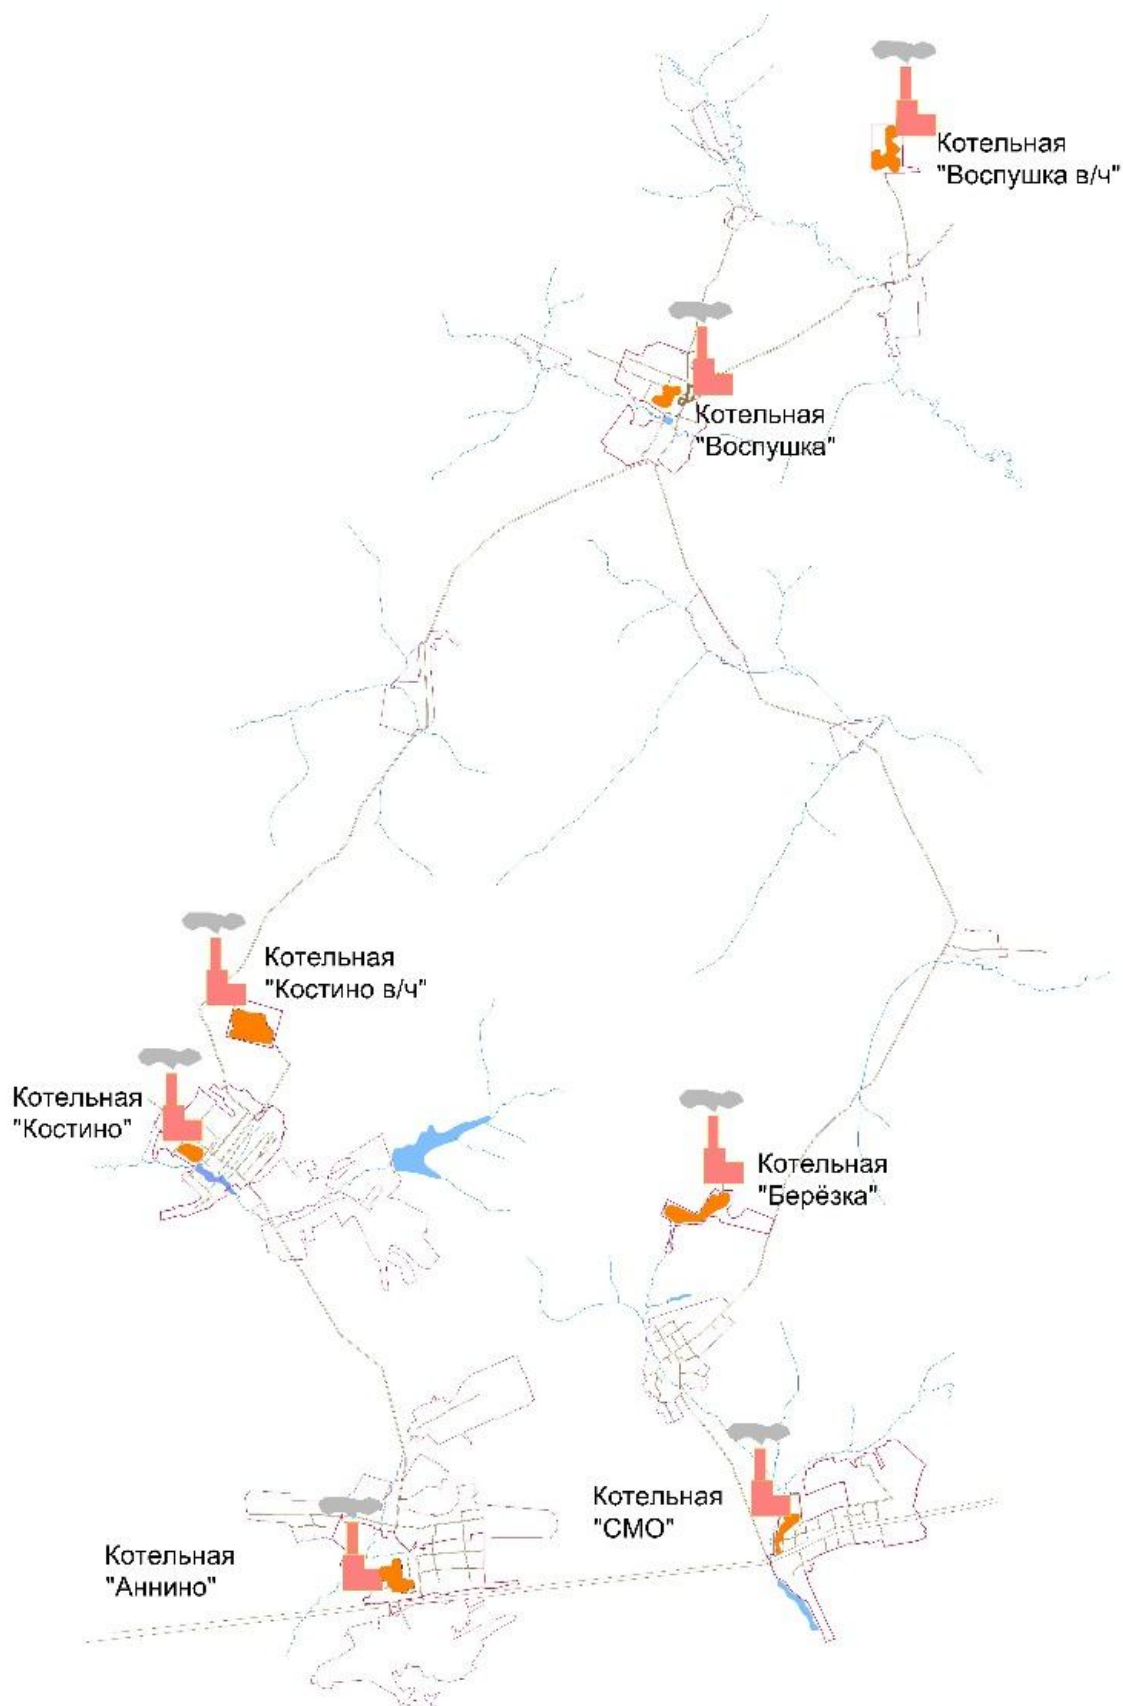 Котельная
"Воспушка в/ч"
Котельная
"Воспушка"
Котельная
"Костино в/ч"
Котельная
"Костино"
Котельная
"Берёзка"
Котельная
"СМО"
Котельная
"Аннино"